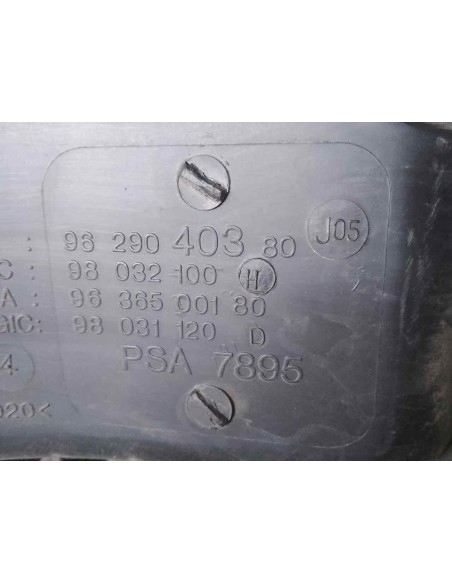 : 96 290 403 80 J05
C : 98 032 100 H
A : 96 365 001 80
GIC: 98 031 120 D
PSA 7895
4
020<